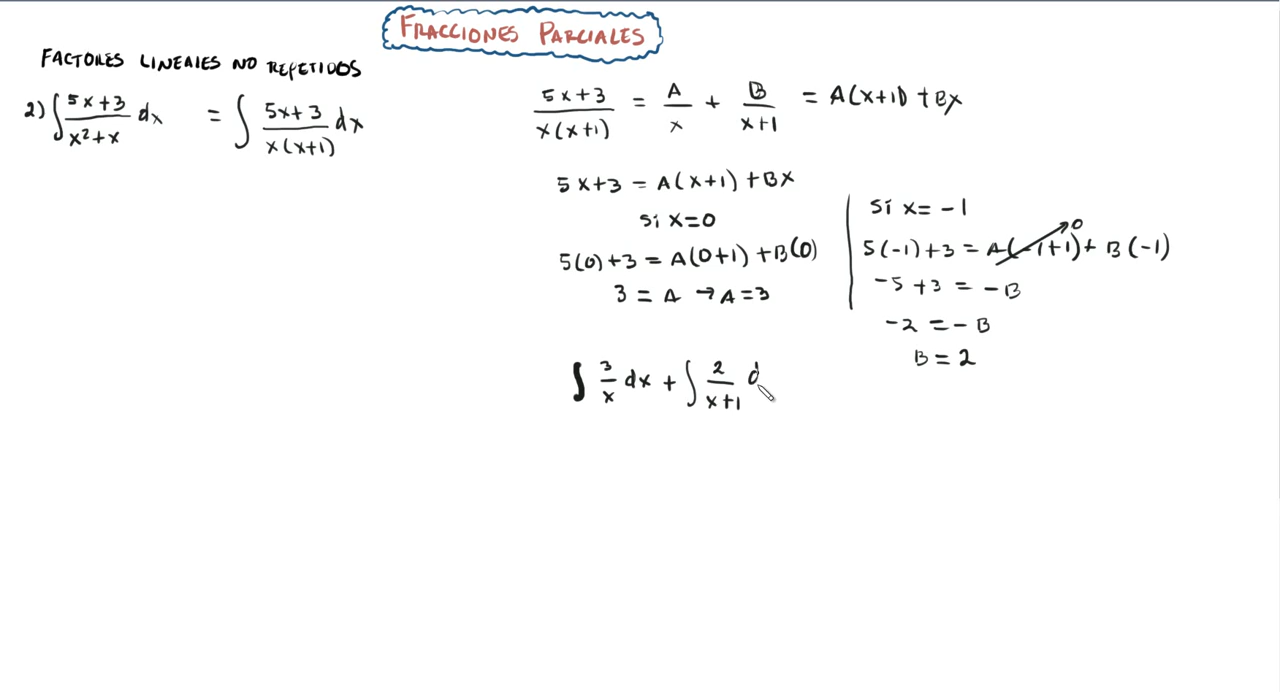 FRACCIONES PARCIALES
FACTORES LINEALES NO REPETIDOS
2) ∫ (5x+3)/(x²+x) dx = ∫ (5x+3)/(x(x+1)) dx
(5x+3)/(x(x+1)) = A/x + B/(x+1) = A(x+1) + Bx
5x+3 = A(x+1) + Bx
si x=0
5(0)+3 = A(0+1) + B(0)
3 = A → A=3
si x= -1
5(-1)+3 = A(-1+1) + B(-1)
0
-5+3 = -B
-2 = -B
B = 2
∫ 3/x dx + ∫ 2/(x+1) d